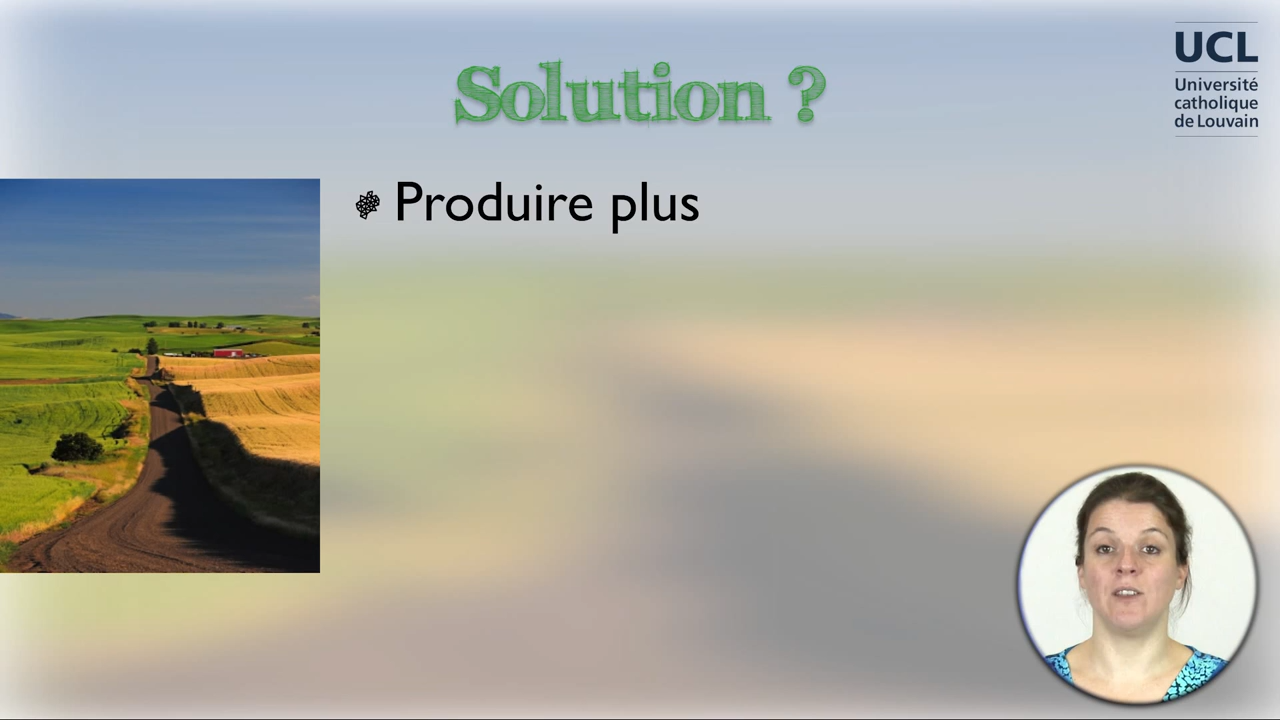 Solution ?
UCL
Université
catholique
de Louvain
Produire plus